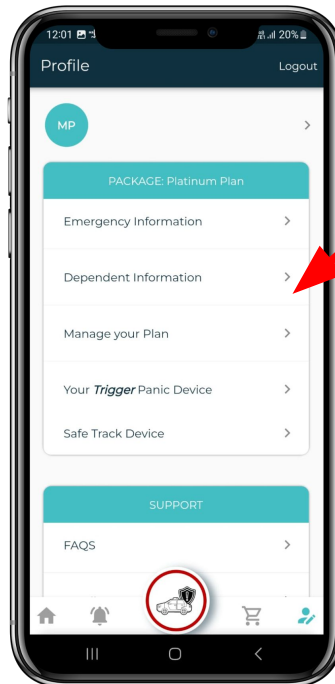 12:01 20%
Profile Logout
MP
PACKAGE: Platinum Plan
Emergency Information
Dependent Information
Manage your Plan
Your Trigger Panic Device
Safe Track Device
SUPPORT
FAQS